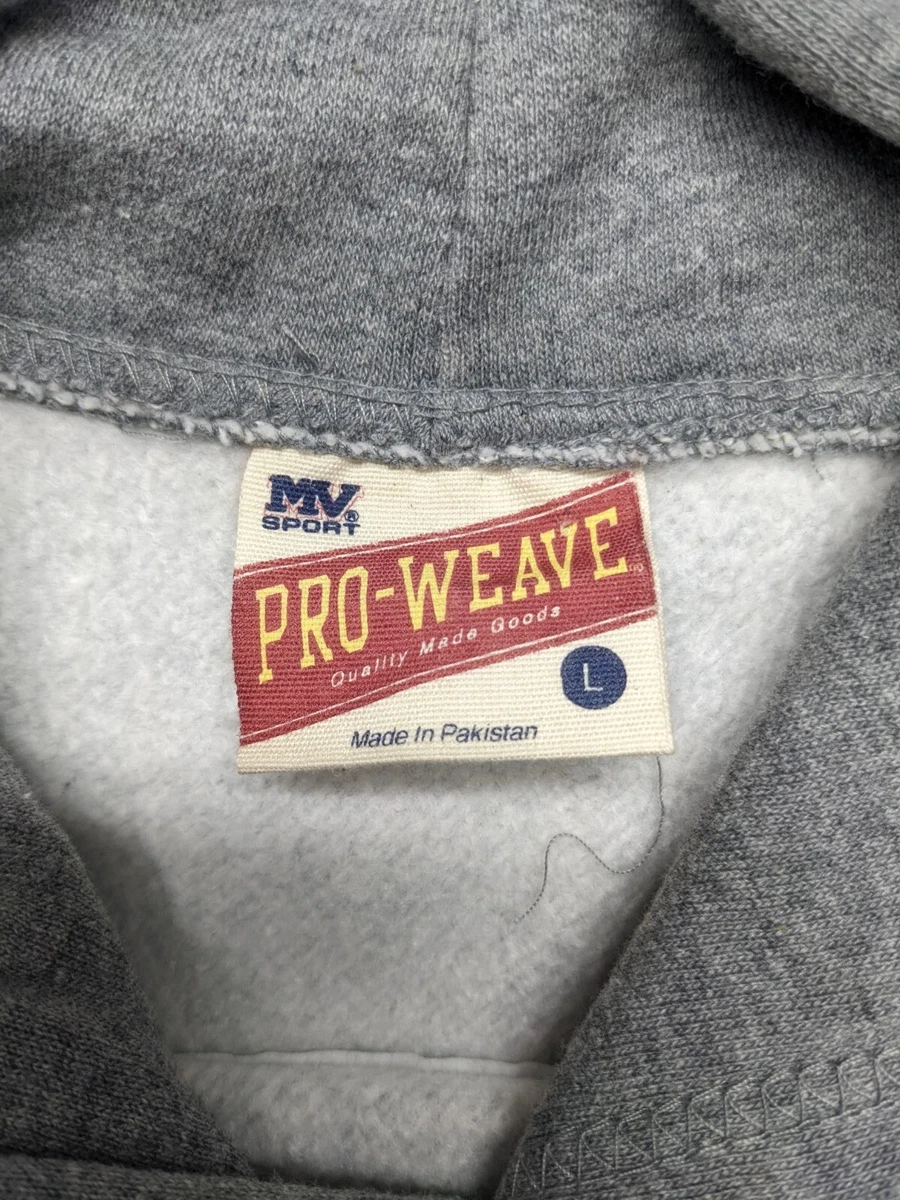 MV®
SPORT
PRO-WEAVE
Quality Made Goods
L
Made In Pakistan